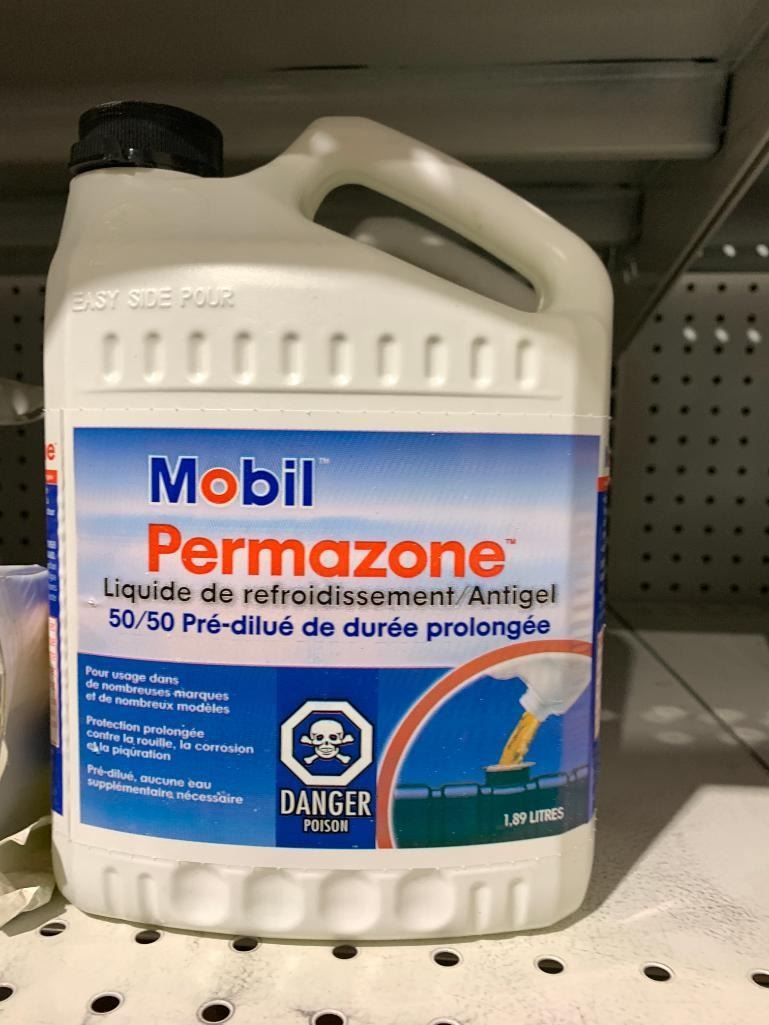 EASY SIDE POUR
Mobil™
Permazone™
Liquide de refroidissement/Antigel
50/50 Pré-dilué de durée prolongée
Pour usage dans
de nombreuses marques
et de nombreux modèles
Protection prolongée
contre la rouille, la corrosion
et la piqûration
Pré-dilué, aucune eau
supplémentaire nécessaire
DANGER
POISON
1,89 LITRES